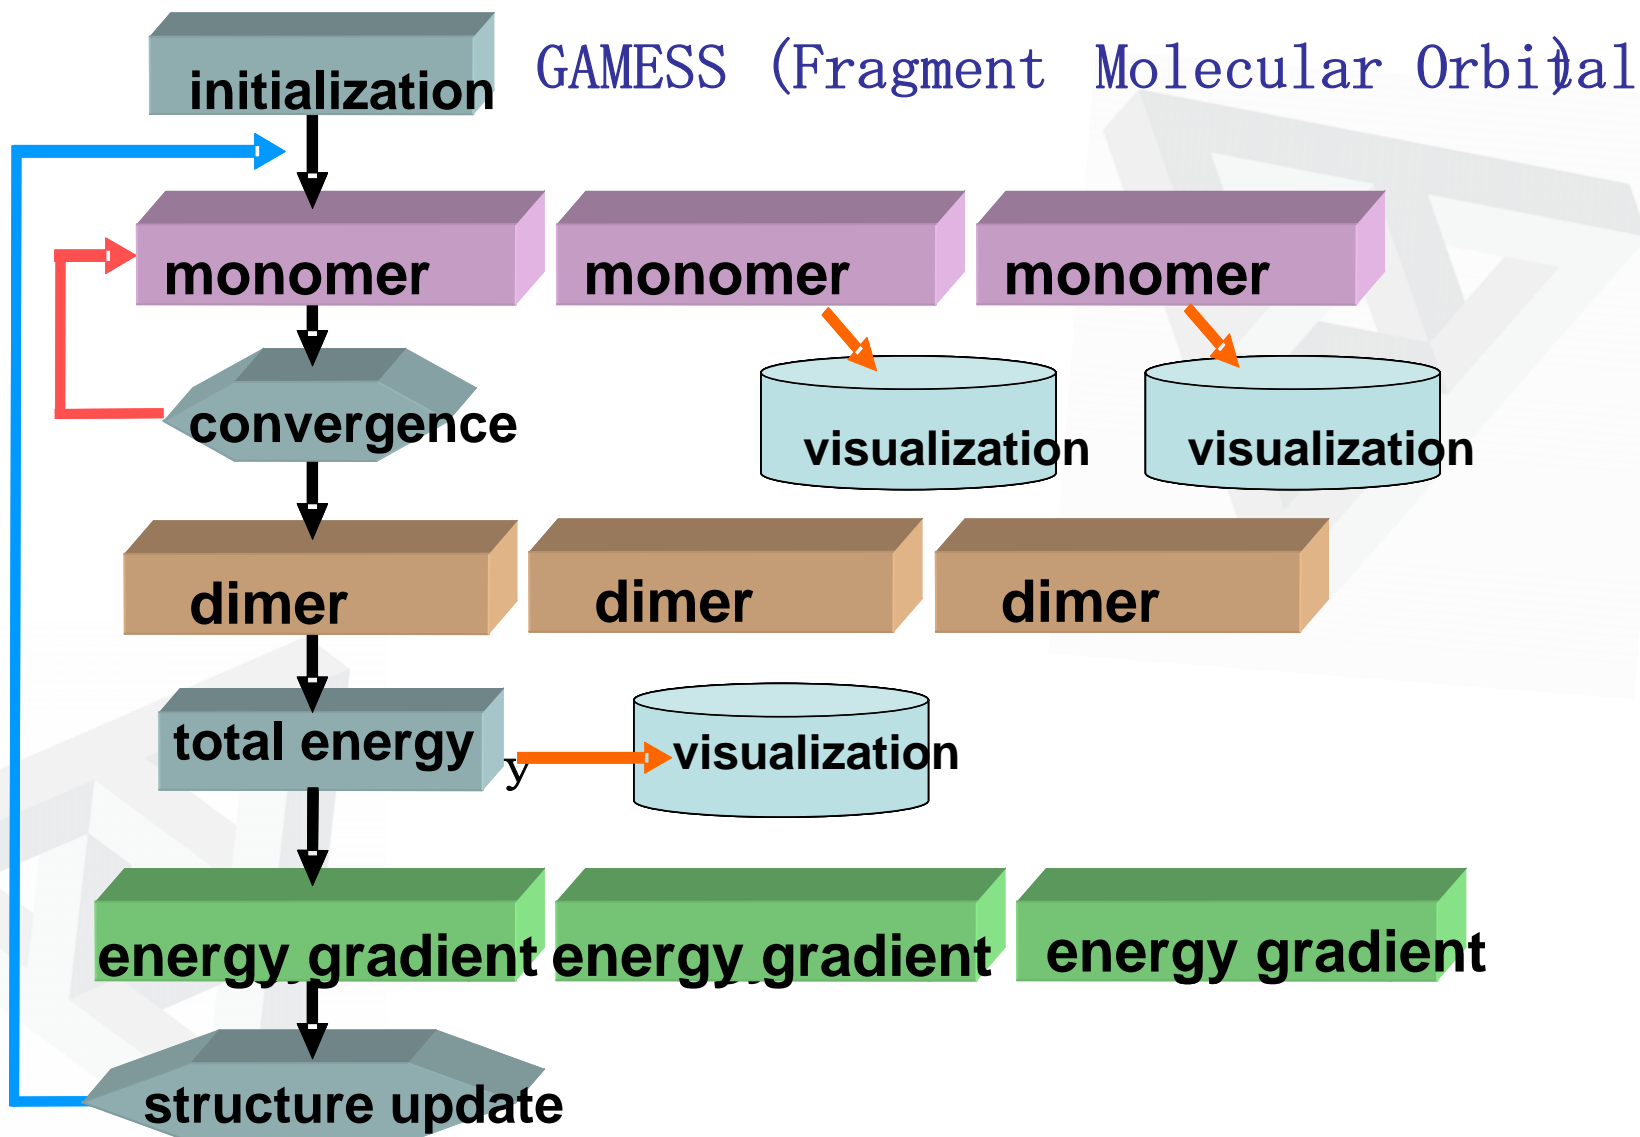 GAMESS (Fragment Molecular Orbital)
initialization
monomer monomer monomer
convergence
visualization visualization
dimer dimer dimer
total energy
y
visualization
energy gradient energy gradient energy gradient
structure update